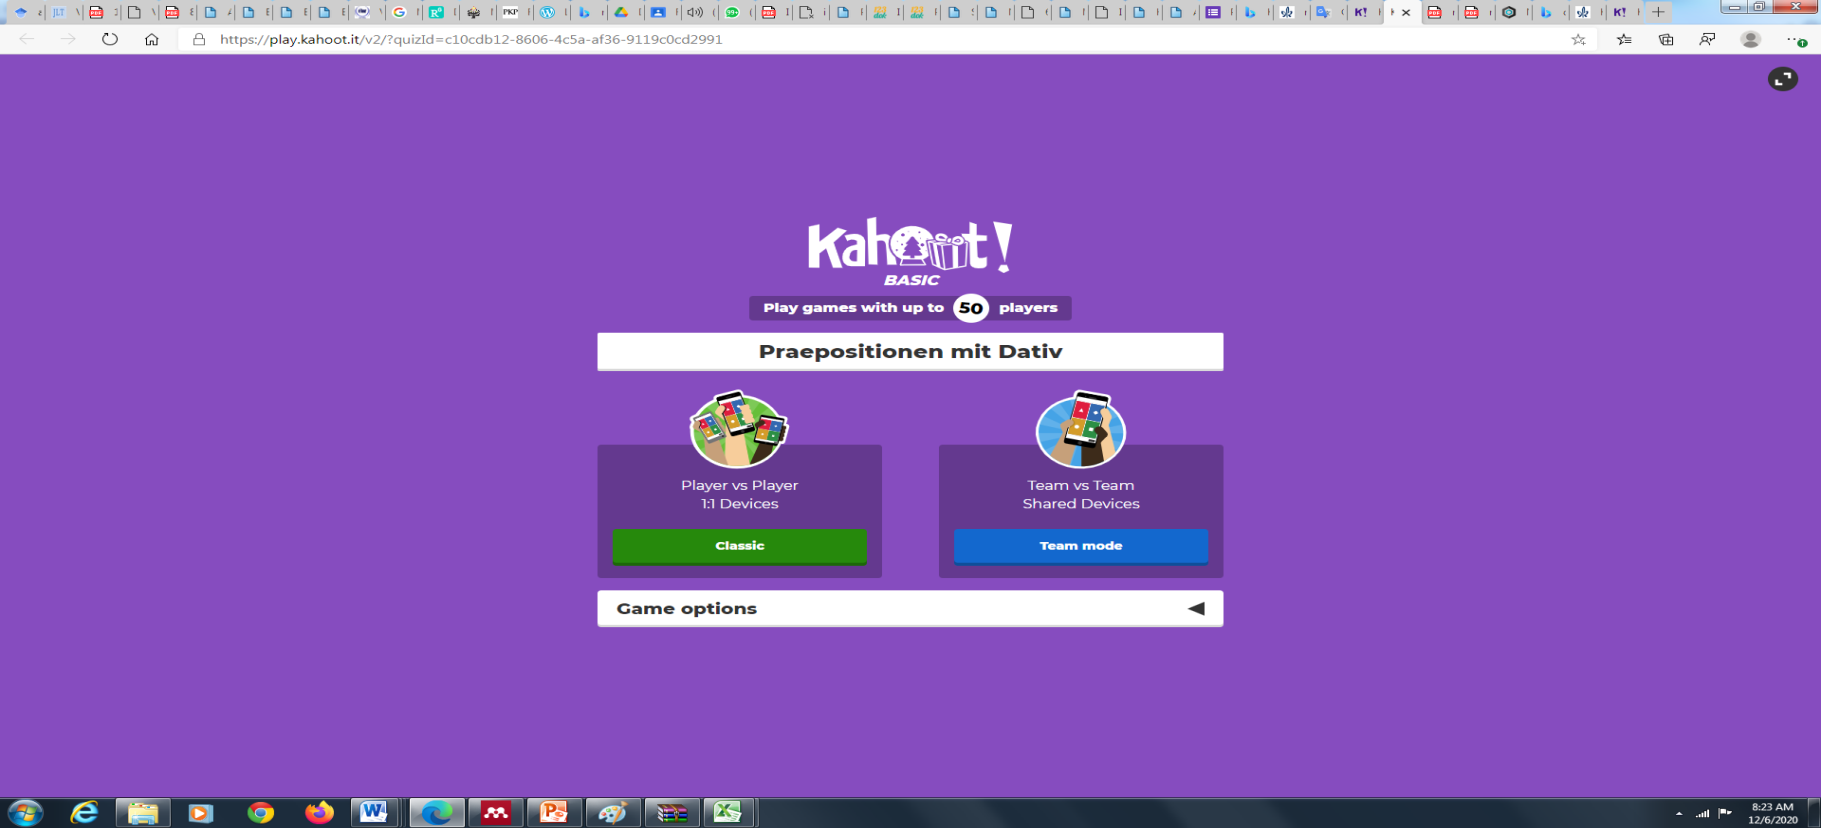 https://play.kahoot.it/v2/?quizId=c10cdb12-8606-4c5a-af36-9119c0cd2991
Kahoot!
BASIC
Play games with up to 50 players
Praepositionen mit Dativ
Player vs Player
1:1 Devices
Classic
Team vs Team
Shared Devices
Team mode
Game options
8:23 AM
12/6/2020